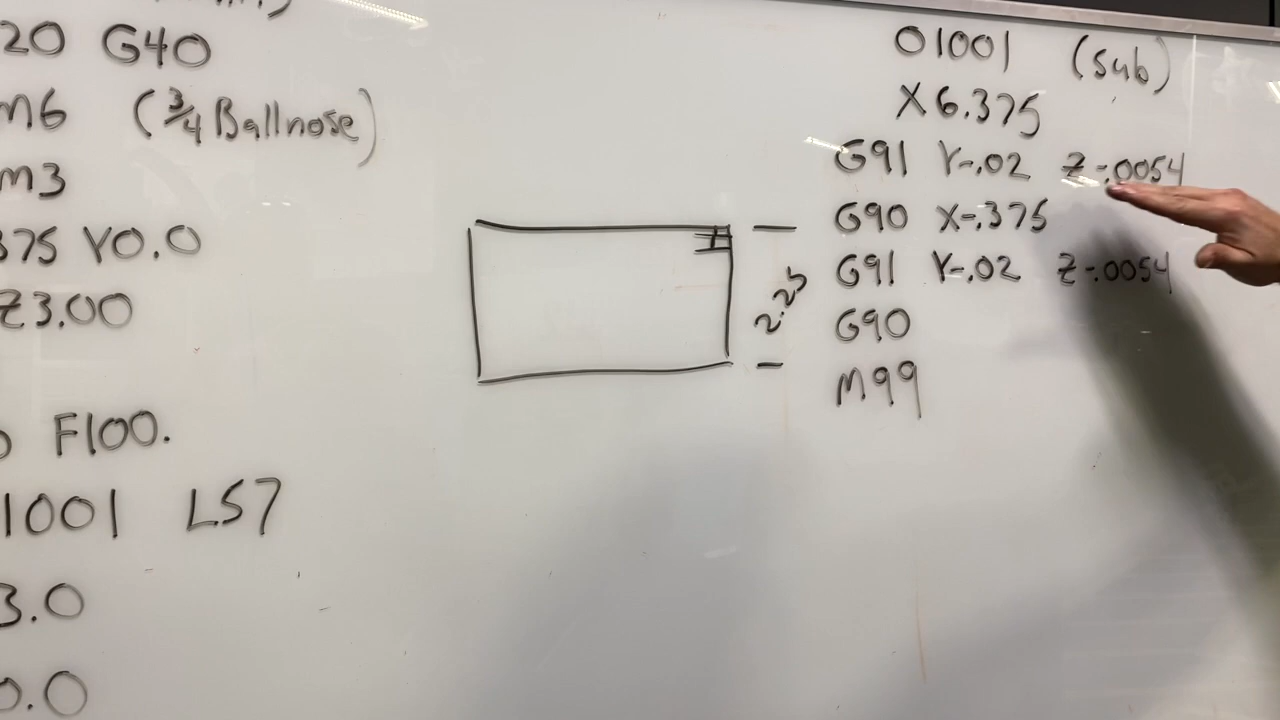 20 G40
M6 (3/4 Ballnose)
M3
375 Y0.0
Z3.00
F100.
1001 L57
3.0
0.0
2.25
O1001 (Sub)
X6.375
G91 Y-.02 Z-.0054
G90 X-.375
G91 Y-.02 Z-.0054
G90
M99